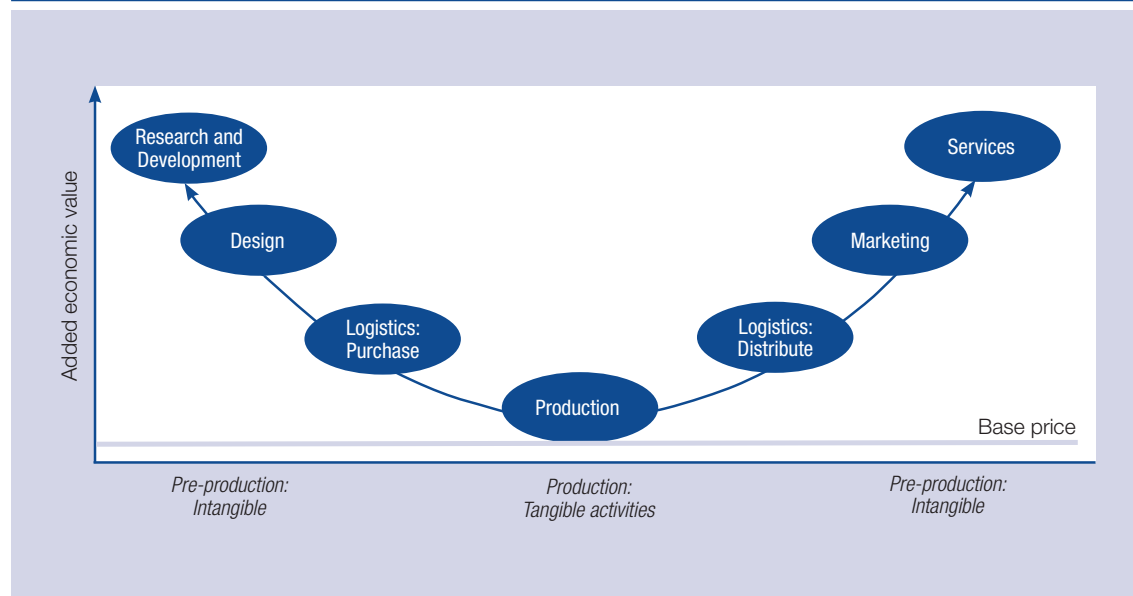 Added economic value
Research and
Development
Design
Logistics:
Purchase
Production
Logistics:
Distribute
Marketing
Services
Base price
Pre-production:
Intangible
Production:
Tangible activities
Pre-production:
Intangible